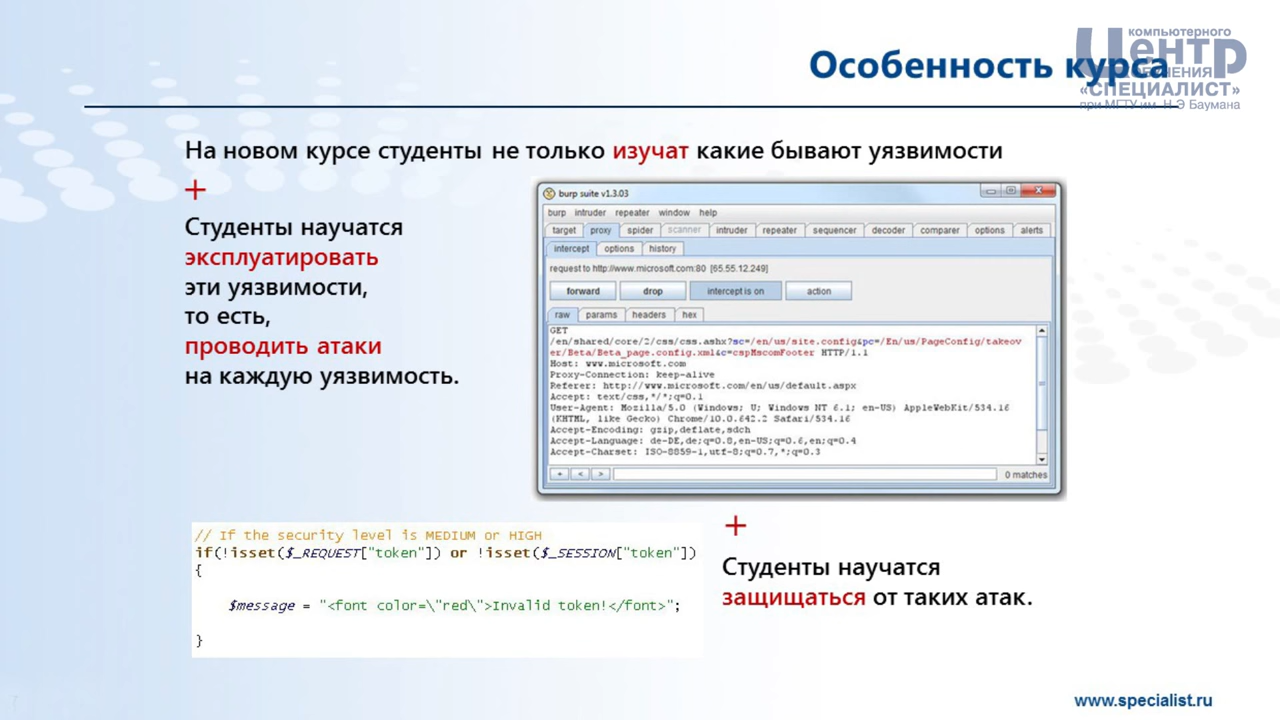 Особенность курса
компьютерного
Центр
«СПЕЦИАЛИСТ»
при МГТУ им. Н.Э.Баумана
На новом курсе студенты не только изучат какие бывают уязвимости
+
Студенты научатся
эксплуатировать
эти уязвимости,
то есть,
проводить атаки
на каждую уязвимость.
burp suite v1.3.03
burp intruder repeater window help
target proxy spider scanner intruder repeater sequencer decoder comparer options alerts
intercept options history
request to http://www.microsoft.com:80 [65.55.12.249]
forward drop intercept is on action
raw params headers hex
GET
/en/shared/core/2/css/css.ashx?sc=/en/us/site.config&pc=/En/us/PageConfig/takeov
er/Beta/Beta_page.config.xml&c=cspMscomFooter HTTP/1.1
Host: www.microsoft.com
Proxy-Connection: keep-alive
Referer: http://www.microsoft.com/en/us/default.aspx
Accept: text/css,*/*;q=0.1
User-Agent: Mozilla/5.0 (Windows; U; Windows NT 6.1; en-US) AppleWebKit/534.16
(KHTML, like Gecko) Chrome/10.0.642.2 Safari/534.16
Accept-Encoding: gzip,deflate,sdch
Accept-Language: de-DE,de;q=0.8,en-US;q=0.6,en;q=0.4
Accept-Charset: ISO-8859-1,utf-8;q=0.7,*;q=0.3
+ < > 0 matches
// If the security level is MEDIUM or HIGH
if(!isset($_REQUEST["token"]) or !isset($_SESSION["token"])
{
$message = "<font color=\"red\">Invalid token!</font>";
}
+
Студенты научатся
защищаться от таких атак.
www.specialist.ru